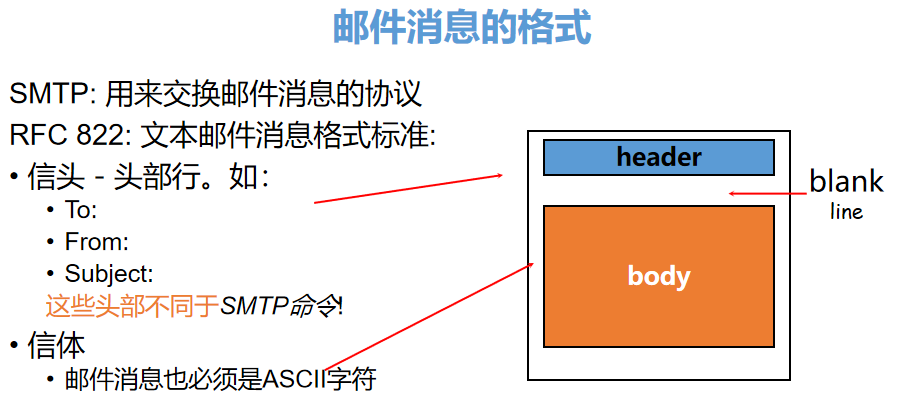 邮件消息的格式
SMTP: 用来交换邮件消息的协议
RFC 822: 文本邮件消息格式标准:
• 信头 - 头部行。如：
• To:
• From:
• Subject:
这些头部不同于SMTP命令!
• 信体
• 邮件消息也必须是ASCII字符
header
blank
line
body